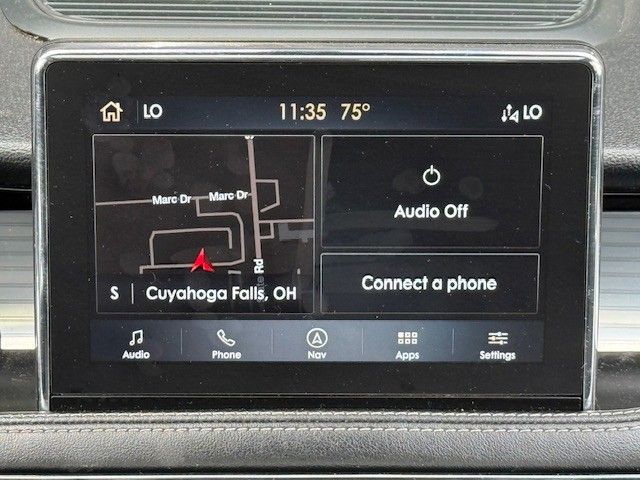 LO 11:35 75° LO
Marc Dr Marc Dr
Rd
S Cuyahoga Falls, OH
Audio Off
Connect a phone
Audio Phone Nav Apps Settings